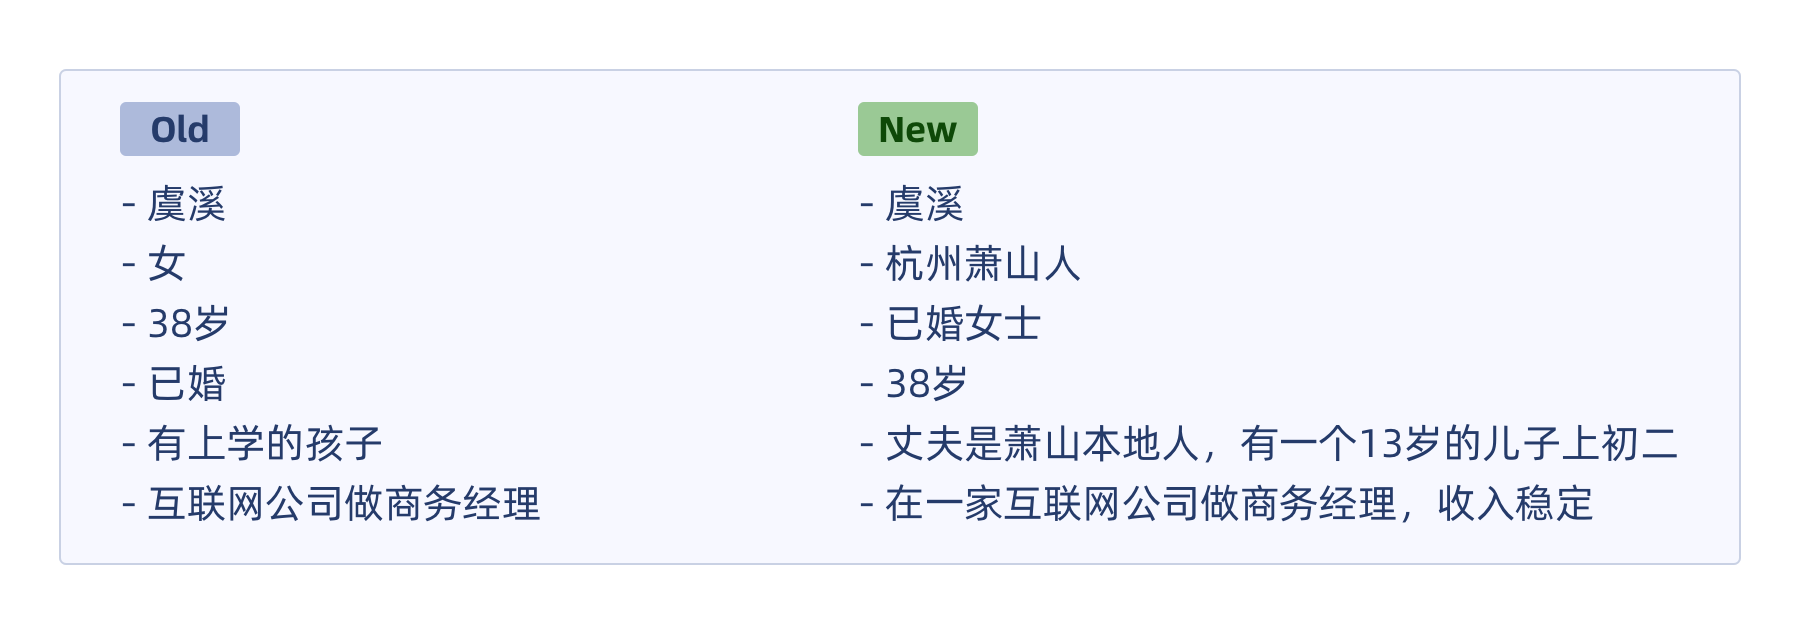 Old
- 虞溪
- 女
- 38岁
- 已婚
- 有上学的孩子
- 互联网公司做商务经理
New
- 虞溪
- 杭州萧山人
- 已婚女士
- 38岁
- 丈夫是萧山本地人，有一个13岁的儿子上初二
- 在一家互联网公司做商务经理，收入稳定